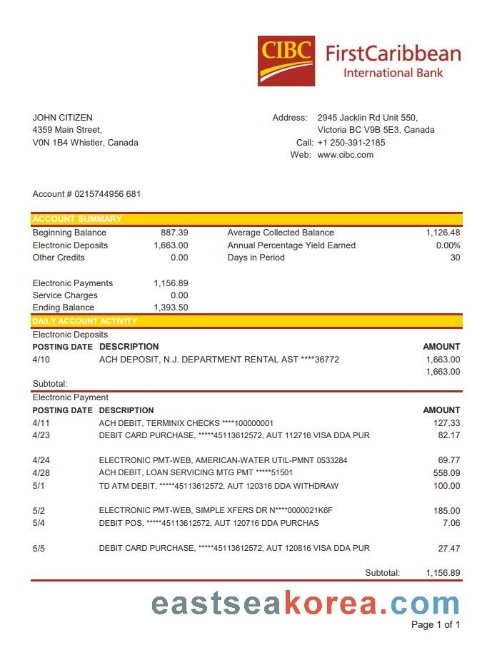 CIBC FirstCaribbean
International Bank
JOHN CITIZEN
4359 Main Street,
V0N 1B4 Whistler, Canada
Address: 2945 Jacklin Rd Unit 550,
Victoria BC V9B 5E3, Canada
Call: +1 250-391-2185
Web: www.cibc.com
Account # 0215744956 681
ACCOUNT SUMMARY
Beginning Balance 887.39 Average Collected Balance 1,126.48
Electronic Deposits 1,663.00 Annual Percentage Yield Earned 0.00%
Other Credits 0.00 Days in Period 30
Electronic Payments 1,156.89
Service Charges 0.00
Ending Balance 1,393.50
DAILY ACCOUNT ACTIVITY
Electronic Deposits
POSTING DATE DESCRIPTION AMOUNT
4/10 ACH DEPOSIT, N.J. DEPARTMENT RENTAL AST ****36772 1,663.00
1,663.00
Subtotal:
Electronic Payment
POSTING DATE DESCRIPTION AMOUNT
4/11 ACH DEBIT, TERMINIX CHECKS ****100000001 127.33
4/23 DEBIT CARD PURCHASE, *****45113612572, AUT 112716 VISA DDA PUR 82.17
4/24 ELECTRONIC PMT-WEB, AMERICAN-WATER UTIL-PMNT 0533284 69.77
4/28 ACH DEBIT, LOAN SERVICING MTG PMT *****51501 558.09
5/1 TD ATM DEBIT, *****45113612572, AUT 120316 DDA WITHDRAW 100.00
5/2 ELECTRONIC PMT-WEB, SIMPLE XFERS DR N****0000021K6F 185.00
5/4 DEBIT POS, *****45113612572, AUT 120716 DDA PURCHAS 7.06
5/5 DEBIT CARD PURCHASE, *****45113612572, AUT 120816 VISA DDA PUR 27.47
Subtotal: 1,156.89
eastseakorea.com
Page 1 of 1